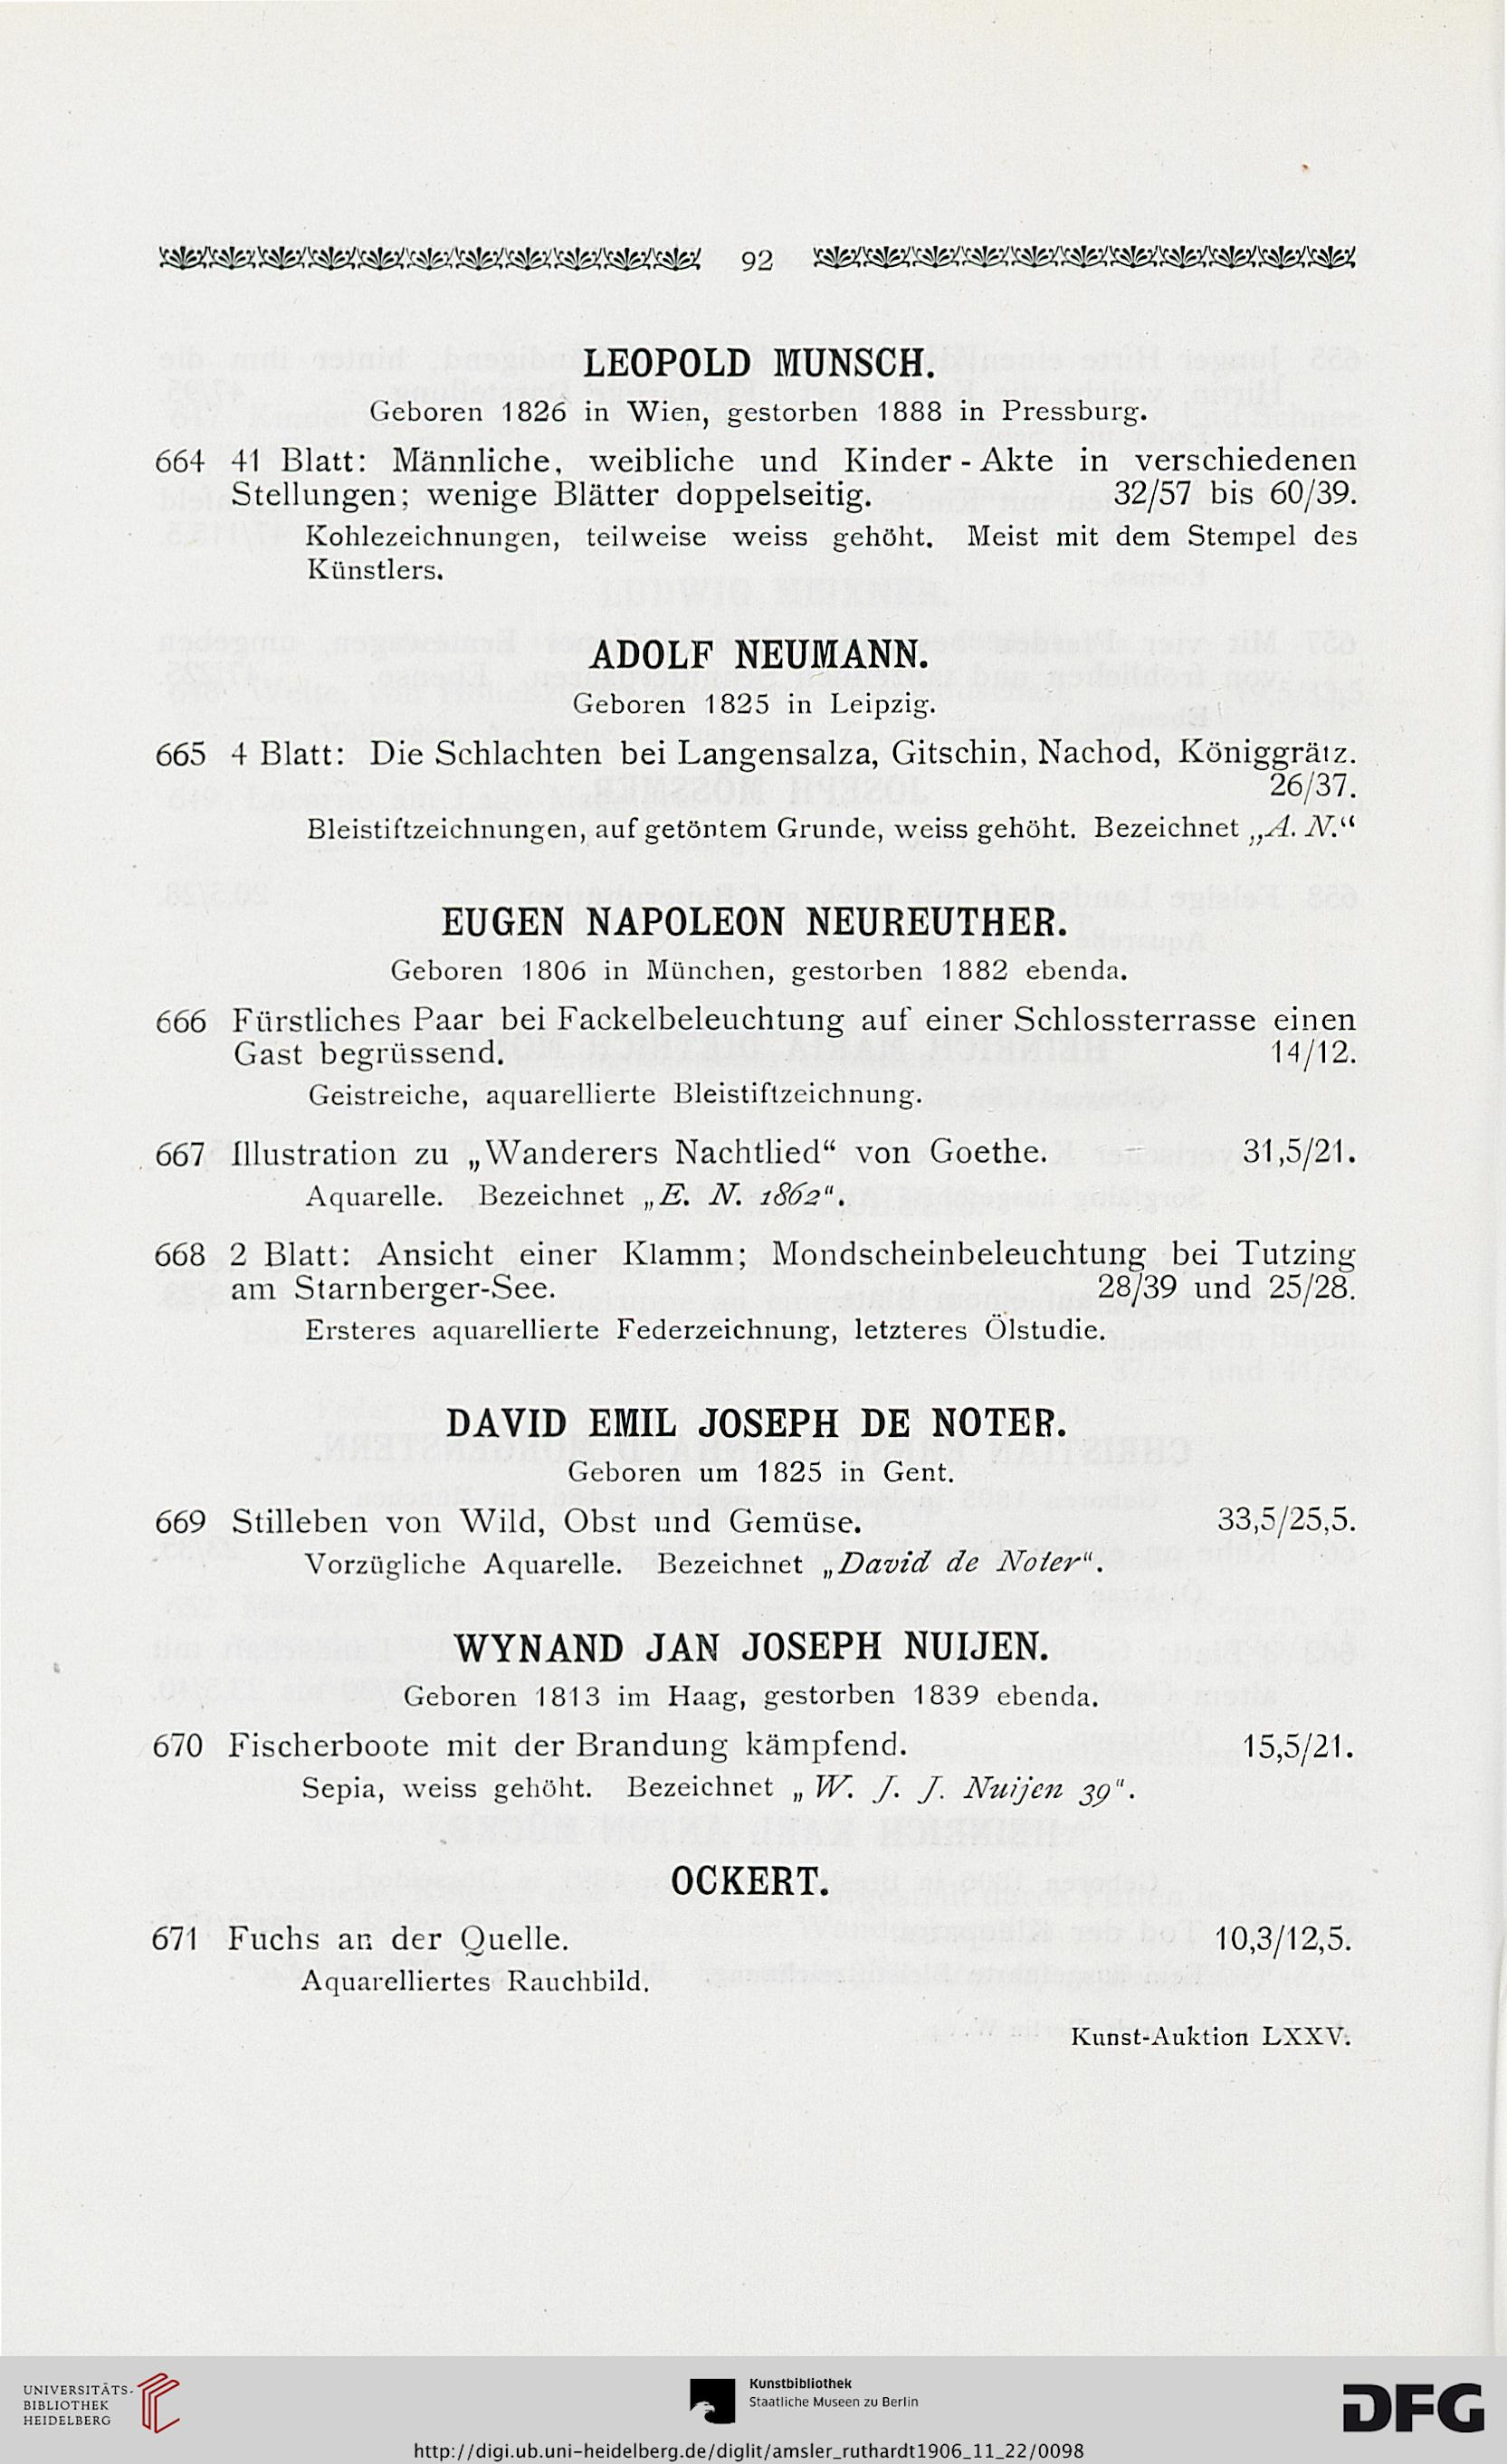 92
LEOPOLD MUNSCH.
Geboren 1826 in Wien, gestorben 1888 in Pressburg.
664 41 Blatt: Männliche, weibliche und Kinder-Akte in verschiedenen
Stellungen; wenige Blätter doppelseitig. 32/57 bis 60/39.
Kohlezeichnungen, teilweise weiss gehöht. Meist mit dem Stempel des
Künstlers.
ADOLF NEUMANN.
Geboren 1825 in Leipzig.
665 4 Blatt: Die Schlachten bei Langensalza, Gitschin, Nachod, Königgrätz.
26/37.
Bleistiftzeichnungen, auf getöntem Grunde, weiss gehöht. Bezeichnet „A. N.“
EUGEN NAPOLEON NEUREUTHER.
Geboren 1806 in München, gestorben 1882 ebenda.
666 Fürstliches Paar bei Fackelbeleuchtung auf einer Schlossterrasse einen
Gast begrüssend. 14/12.
Geistreiche, aquarellierte Bleistiftzeichnung.
667 Illustration zu „Wanderers Nachtlied“ von Goethe. 31,5/21.
Aquarelle. Bezeichnet „E. N. 1862“.
668 2 Blatt: Ansicht einer Klamm; Mondscheinbeleuchtung bei Tutzing
am Starnberger-See. 28/39 und 25/28.
Ersteres aquarellierte Federzeichnung, letzteres Ölstudie.
DAVID EMIL JOSEPH DE NOTER.
Geboren um 1825 in Gent.
669 Stilleben von Wild, Obst und Gemüse. 33,5/25,5.
Vorzügliche Aquarelle. Bezeichnet „David de Noter“.
WYNAND JAN JOSEPH NUIJEN.
Geboren 1813 im Haag, gestorben 1839 ebenda.
670 Fischerboote mit der Brandung kämpfend. 15,5/21.
Sepia, weiss gehöht. Bezeichnet „W. J. J. Nuijen 39“.
OCKERT.
671 Fuchs an der Quelle. 10,3/12,5.
Aquarelliertes Rauchbild.
Kunst-Auktion LXXV.
UNIVERSITÄTS-
BIBLIOTHEK
HEIDELBERG
Kunstbibliothek
Staatliche Museen zu Berlin
DFG
http://digi.ub.uni-heidelberg.de/diglit/amsler_ruthardt1906_11_22/0098